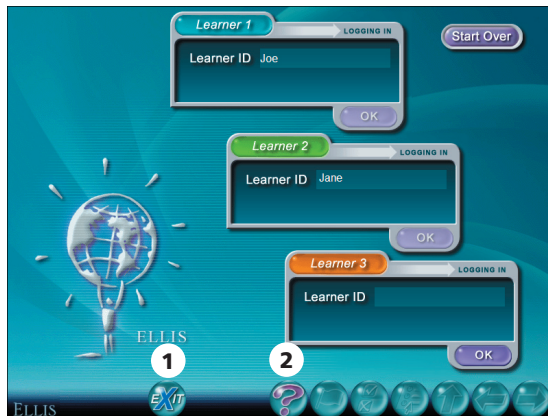 Learner 1
LOGGING IN
Start Over
Learner ID Joe
OK
Learner 2
LOGGING IN
Learner ID Jane
OK
Learner 3
LOGGING IN
Learner ID
OK
ELLIS
1
2
EXIT
?
ELLIS